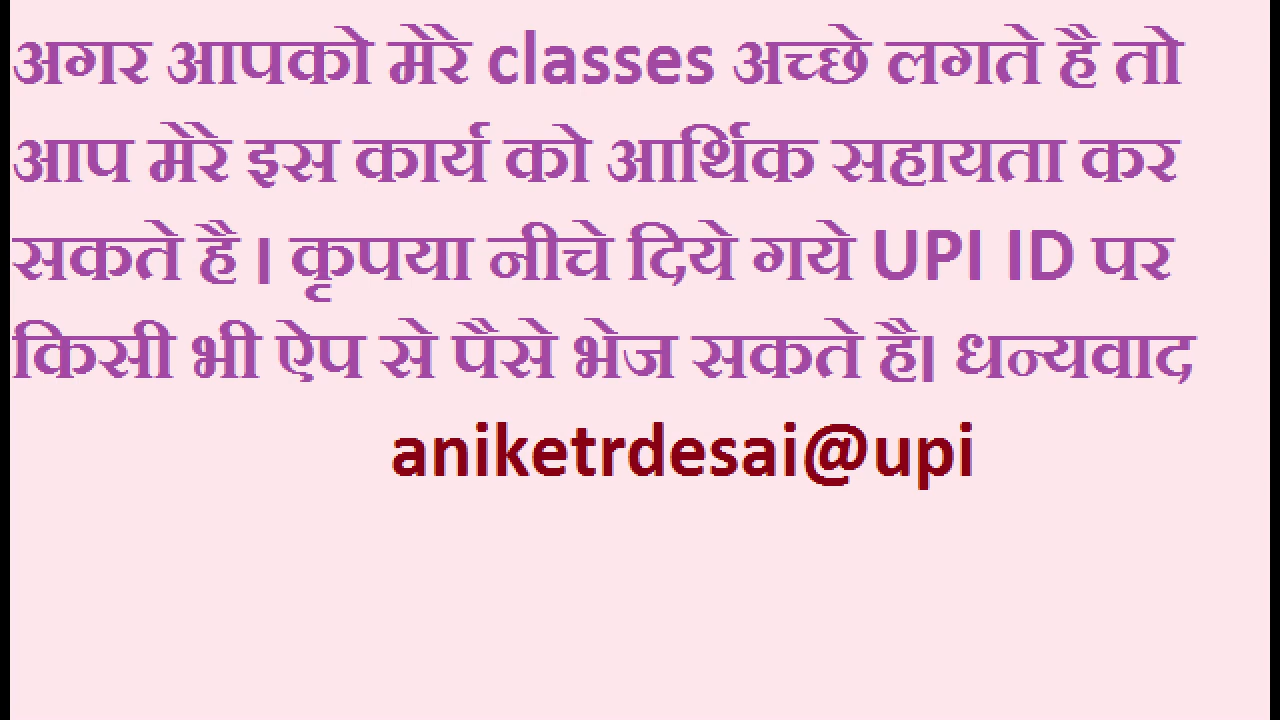 अगर आपको मेरे classes अच्छे लगते है तो
आप मेरे इस कार्य को आर्थिक सहायता कर
सकते है । कृपया नीचे दिये गये UPI ID पर
किसी भी ऐप से पैसे भेज सकते है| धन्यवाद
aniketrdesai@upi